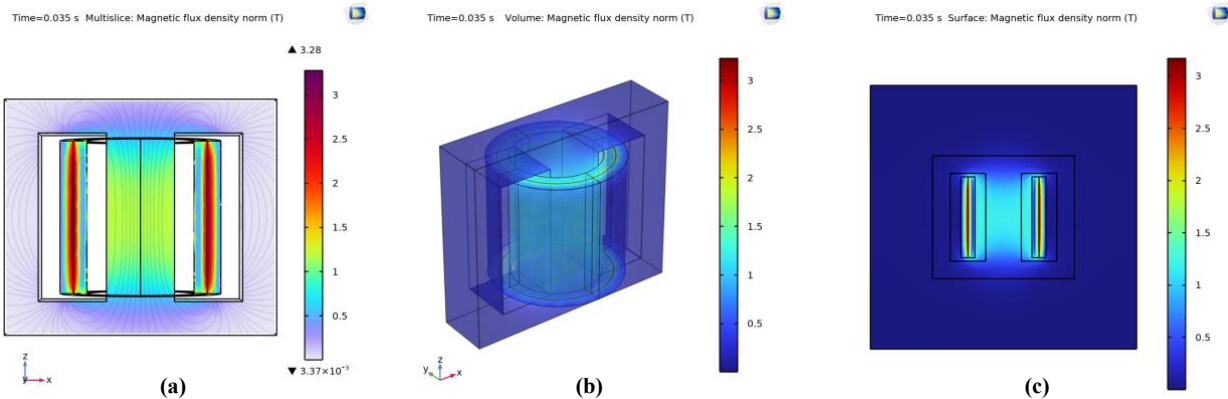 Time=0.035 s Multislice: Magnetic flux density norm (T)
▲ 3.28
3
2.5
2
1.5
1
0.5
▼ 3.37×10⁻³
z
y x
(a)
Time=0.035 s Volume: Magnetic flux density norm (T)
3
2.5
2
1.5
1
0.5
z
y x
(b)
Time=0.035 s Surface: Magnetic flux density norm (T)
3
2.5
2
1.5
1
0.5
(c)